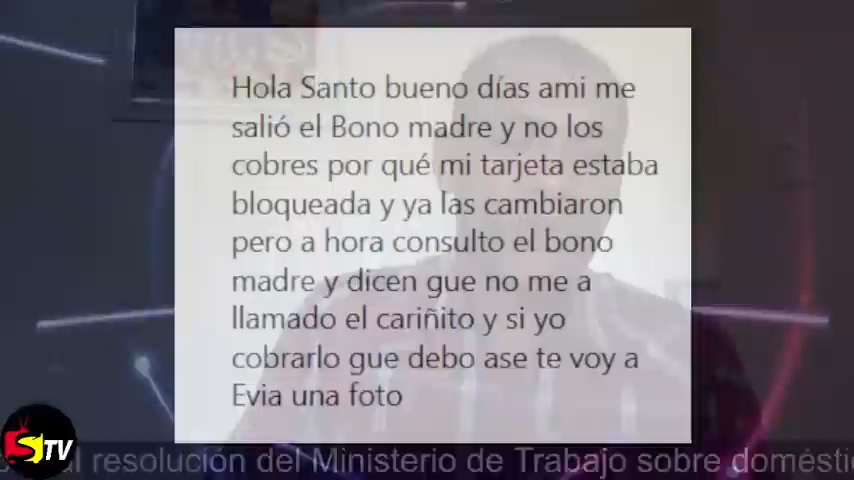 Hola Santo bueno días ami me
salió el Bono madre y no los
cobres por qué mi tarjeta estaba
bloqueada y ya las cambiaron
pero a hora consulto el bono
madre y dicen gue no me a
llamado el cariñito y si yo
cobrarlo gue debo ase te voy a
Evia una foto
STV
al resolución del Ministerio de Trabajo sobre